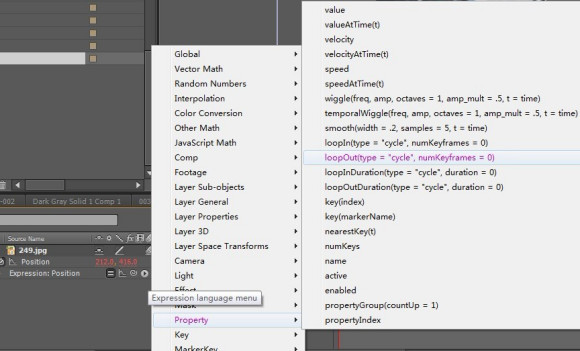 value
valueAtTime(t)
velocity
velocityAtTime(t)
speed
speedAtTime(t)
wiggle(freq, amp, octaves = 1, amp_mult = .5, t = time)
temporalWiggle(freq, amp, octaves = 1, amp_mult = .5, t = time)
smooth(width = .2, samples = 5, t = time)
loopIn(type = "cycle", numKeyframes = 0)
loopOut(type = "cycle", numKeyframes = 0)
loopInDuration(type = "cycle", duration = 0)
loopOutDuration(type = "cycle", duration = 0)
key(index)
key(markerName)
nearestKey(t)
numKeys
name
active
enabled
propertyGroup(countUp = 1)
propertyIndex
Global
Vector Math
Random Numbers
Interpolation
Color Conversion
Other Math
JavaScript Math
Comp
Footage
Layer Sub-objects
Layer General
Layer Properties
Layer 3D
Layer Space Transforms
Camera
Light
Effect
Mask
Property
Key
MarkerKey
Expression language menu
-002 Dark Gray Solid 1 Comp 1 003
Source Name
249.jpg
Position 212.0, 416.0
Expression: Position